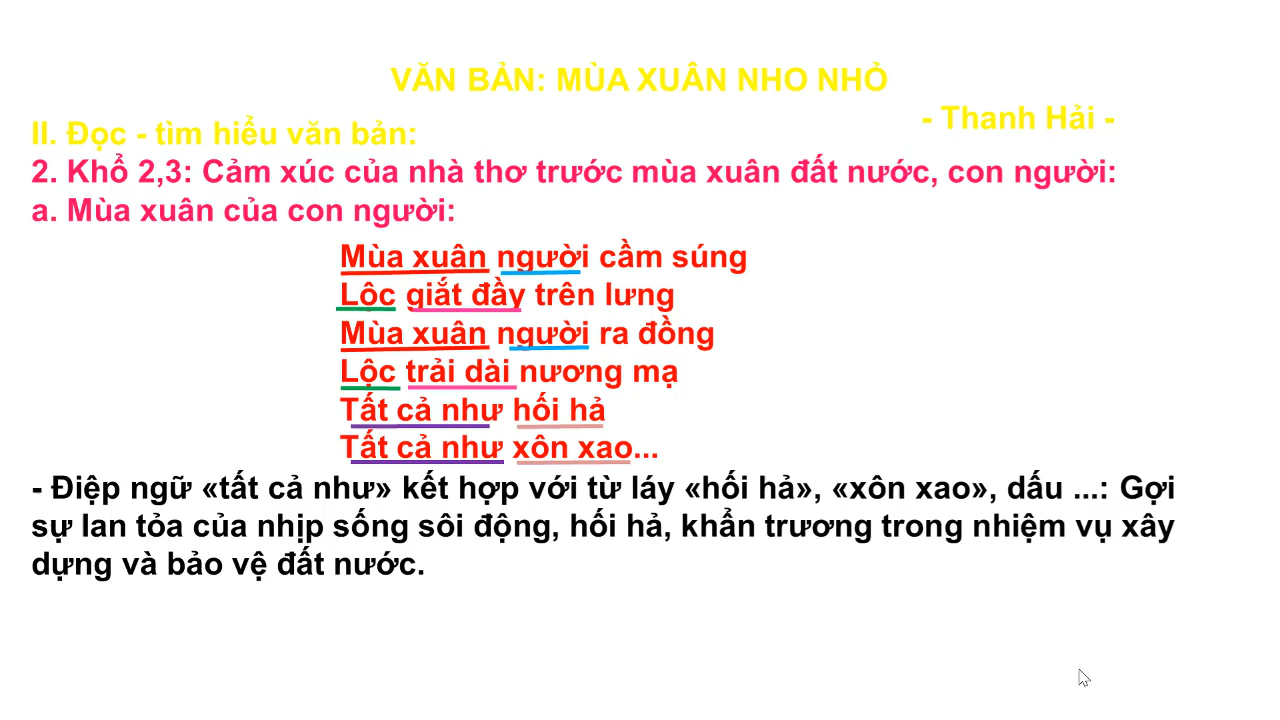 VĂN BẢN: MÙA XUÂN NHO NHỎ
- Thanh Hải -
II. Đọc - tìm hiểu văn bản:
2. Khổ 2,3: Cảm xúc của nhà thơ trước mùa xuân đất nước, con người:
a. Mùa xuân của con người:
Mùa xuân người cầm súng
Lộc giắt đầy trên lưng
Mùa xuân người ra đồng
Lộc trải dài nương mạ
Tất cả như hối hả
Tất cả như xôn xao...
- Điệp ngữ «tất cả như» kết hợp với từ láy «hối hả», «xôn xao», dấu ...: Gợi
sự lan tỏa của nhịp sống sôi động, hối hả, khẩn trương trong nhiệm vụ xây
dựng và bảo vệ đất nước.